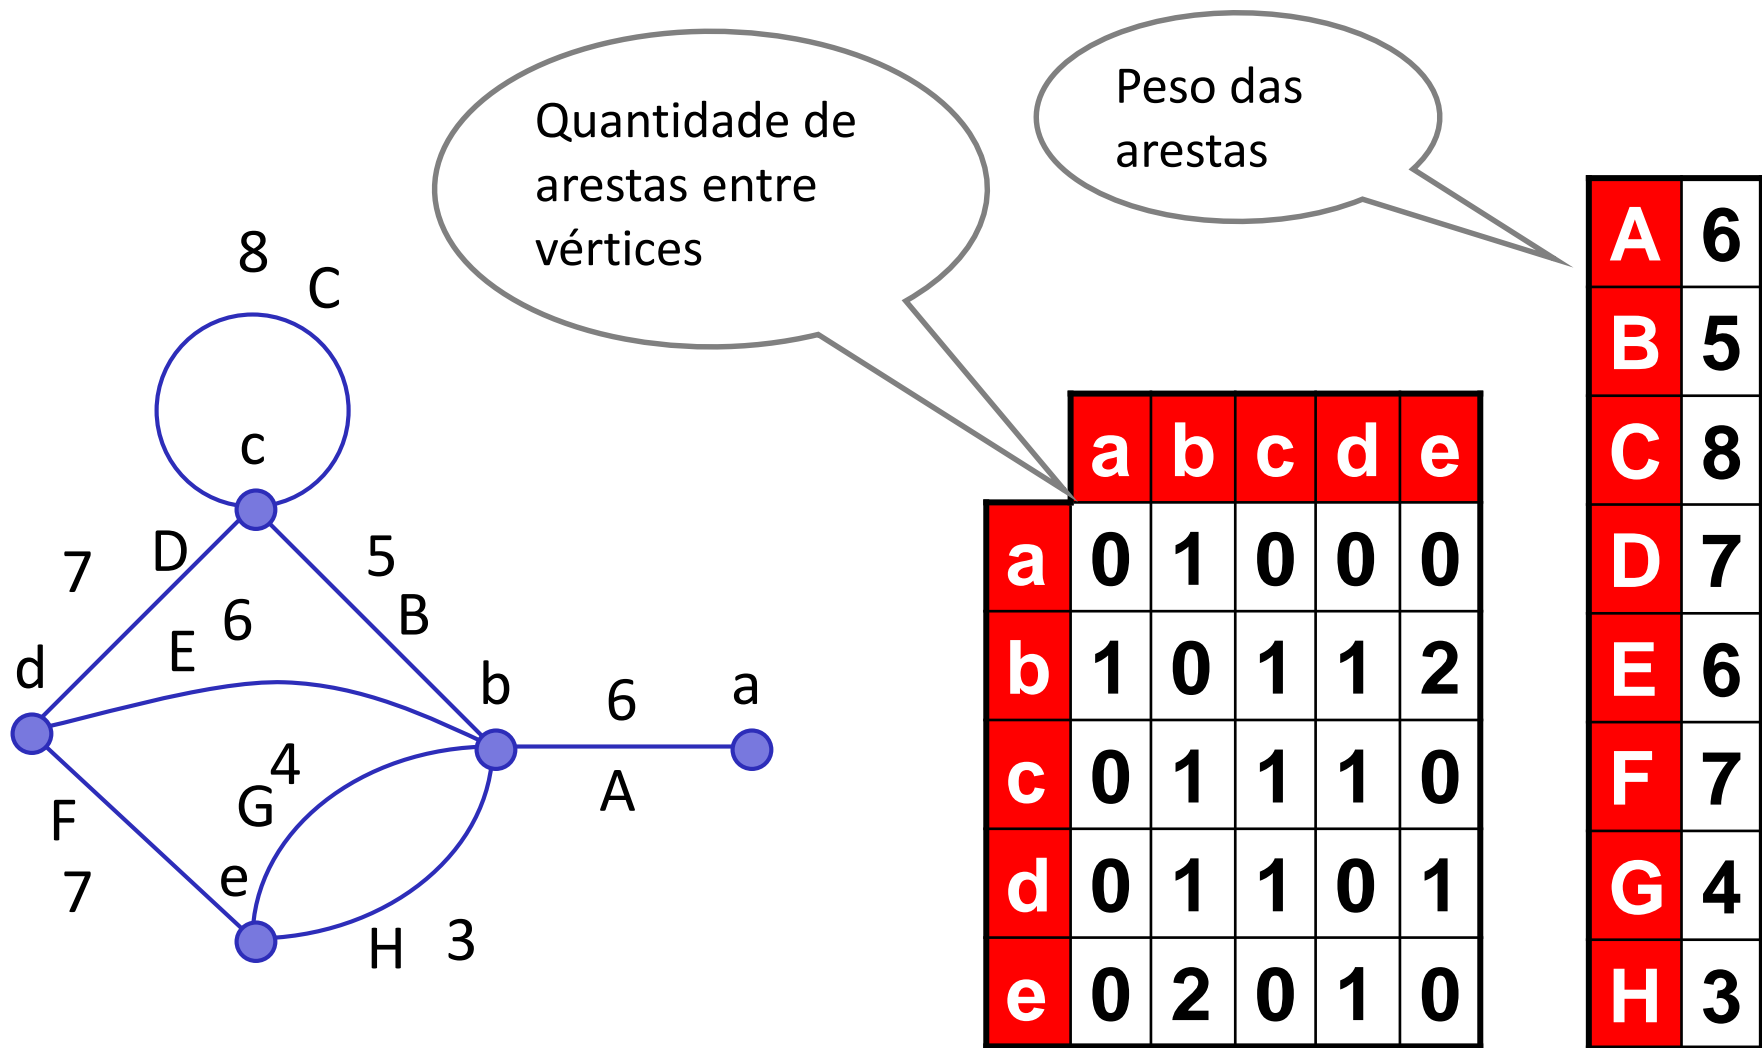 Quantidade de
arestas entre
vértices
Peso das
arestas
8
C
c
7
D
5
B
E
6
d
b
6
a
A
4
G
F
7
e
H
3
a b c d e
a 0 1 0 0 0
b 1 0 1 1 2
c 0 1 1 1 0
d 0 1 1 0 1
e 0 2 0 1 0
A 6
B 5
C 8
D 7
E 6
F 7
G 4
H 3